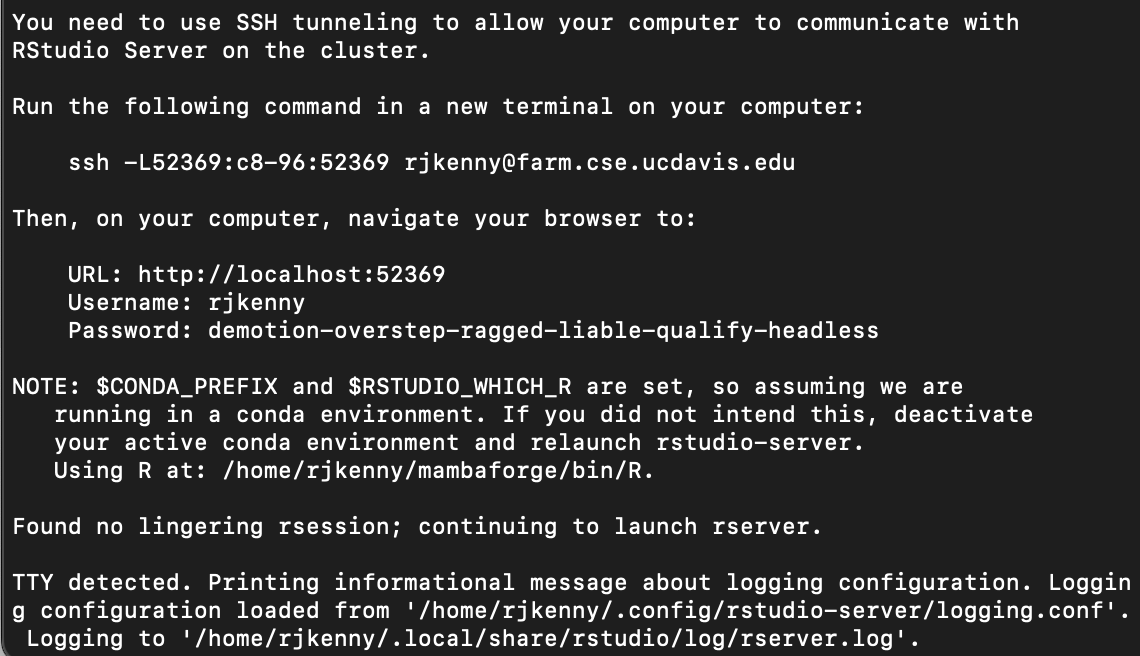 You need to use SSH tunneling to allow your computer to communicate with
RStudio Server on the cluster.
Run the following command in a new terminal on your computer:
ssh -L52369:c8-96:52369 rjkenny@farm.cse.ucdavis.edu
Then, on your computer, navigate your browser to:
URL: http://localhost:52369
Username: rjkenny
Password: demotion-overstep-ragged-liable-qualify-headless
NOTE: $CONDA_PREFIX and $RSTUDIO_WHICH_R are set, so assuming we are
running in a conda environment. If you did not intend this, deactivate
your active conda environment and relaunch rstudio-server.
Using R at: /home/rjkenny/mambaforge/bin/R.
Found no lingering rsession; continuing to launch rserver.
TTY detected. Printing informational message about logging configuration. Loggin
g configuration loaded from '/home/rjkenny/.config/rstudio-server/logging.conf'.
Logging to '/home/rjkenny/.local/share/rstudio/log/rserver.log'.